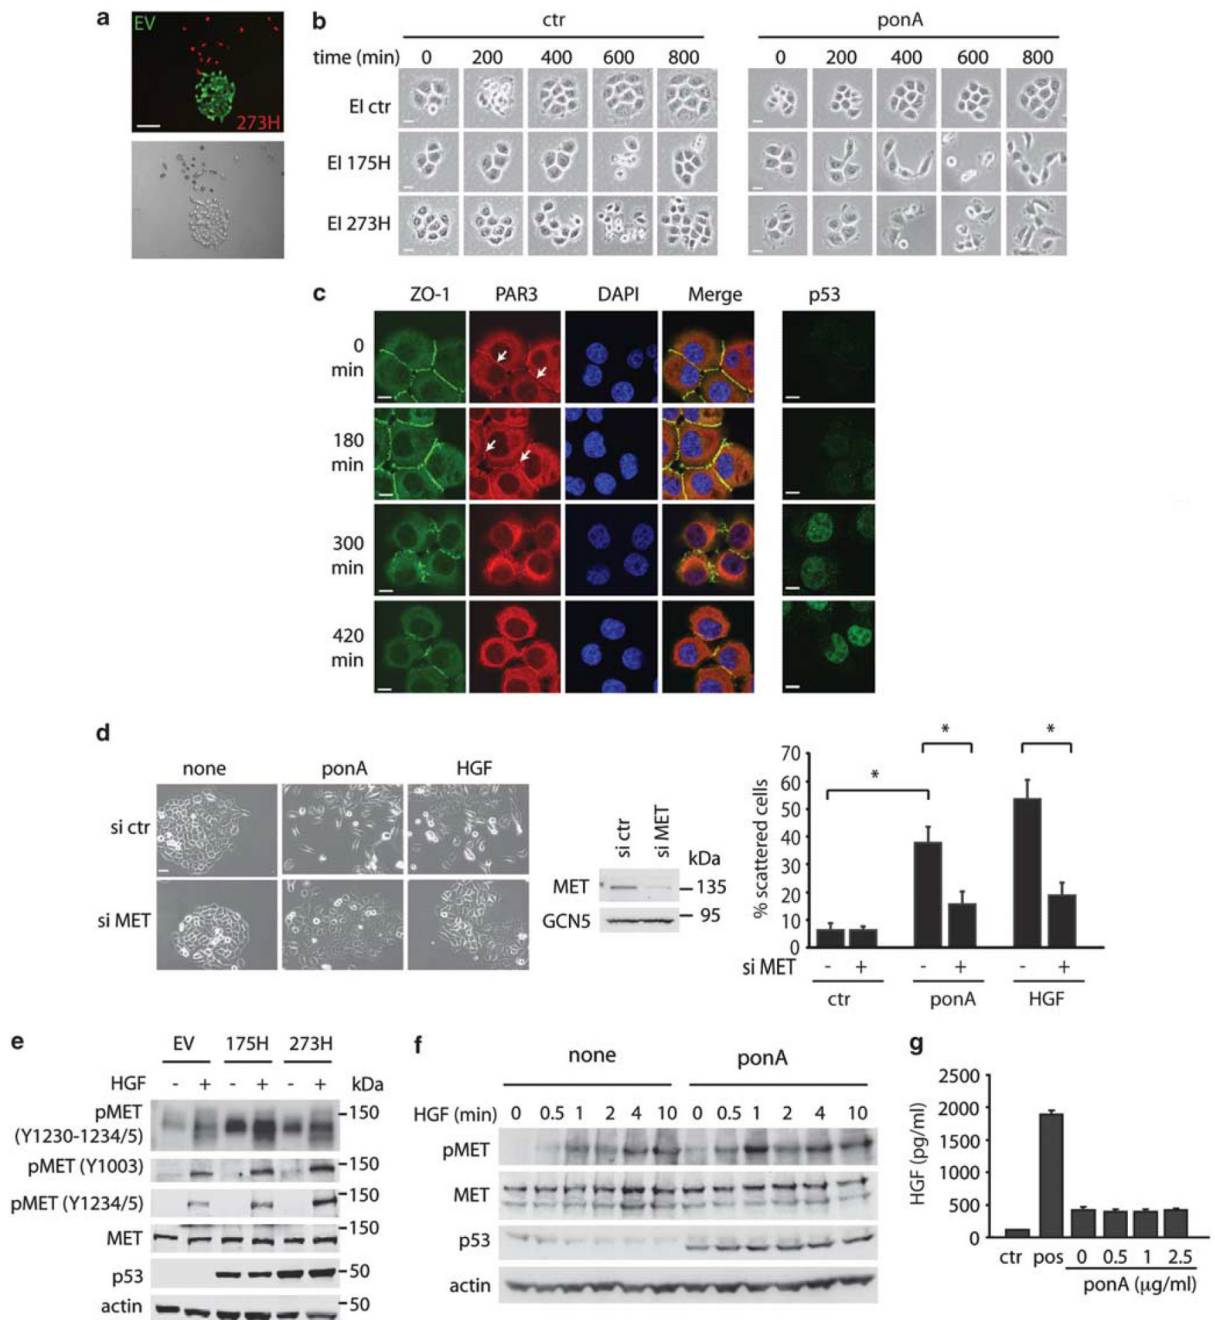 a
EV
273H
b
ctr
ponA
time (min) 0 200 400 600 800 0 200 400 600 800
EI ctr
EI 175H
EI 273H
c
ZO-1 PAR3 DAPI Merge p53
0
min
180
min
300
min
420
min
d
none ponA HGF
si ctr
si MET
si ctr
si MET
kDa
MET
135
GCN5
95
% scattered cells
70
60
50
40
30
20
10
0
*
*
*
si MET - + - + - +
ctr ponA HGF
e
EV 175H 273H
HGF - + - + - + kDa
pMET
(Y1230-1234/5)
150
pMET (Y1003)
150
pMET (Y1234/5)
150
MET
150
p53
50
actin
50
f
none ponA
HGF (min) 0 0.5 1 2 4 10 0 0.5 1 2 4 10
pMET
MET
p53
actin
g
HGF (pg/ml)
2500
2000
1500
1000
500
0
ctr pos 0 0.5 1 2.5
ponA (μg/ml)